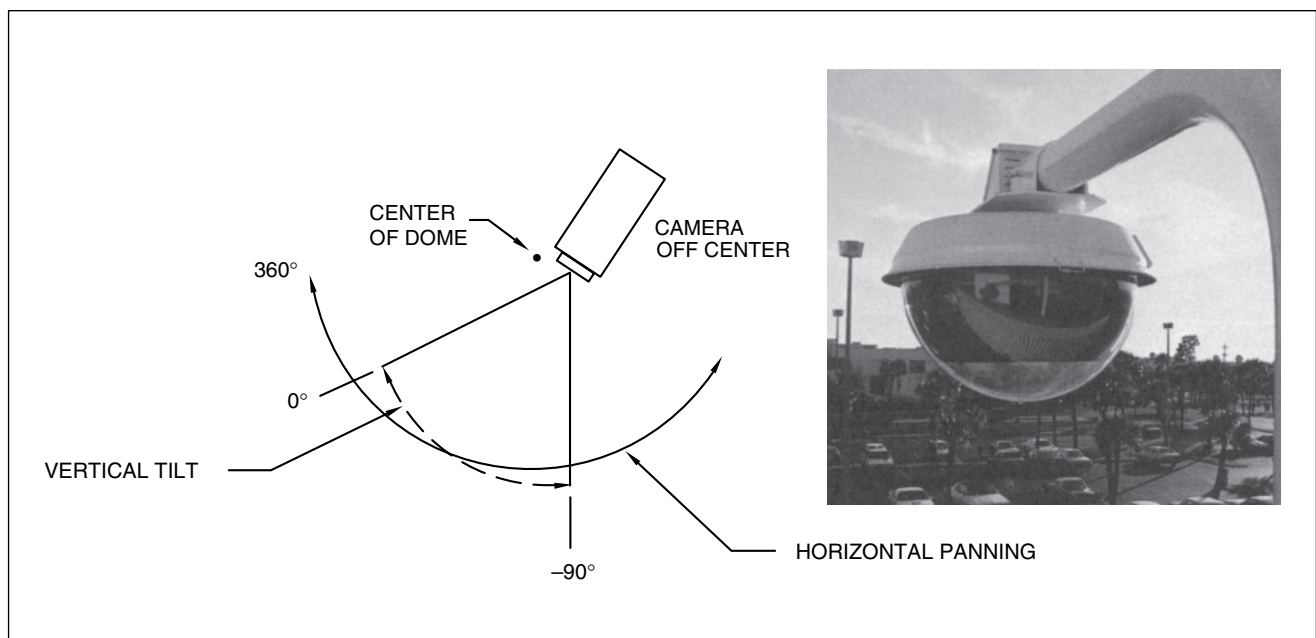 CENTER
OF DOME
CAMERA
OFF CENTER
360°
0°
VERTICAL TILT
HORIZONTAL PANNING
–90°